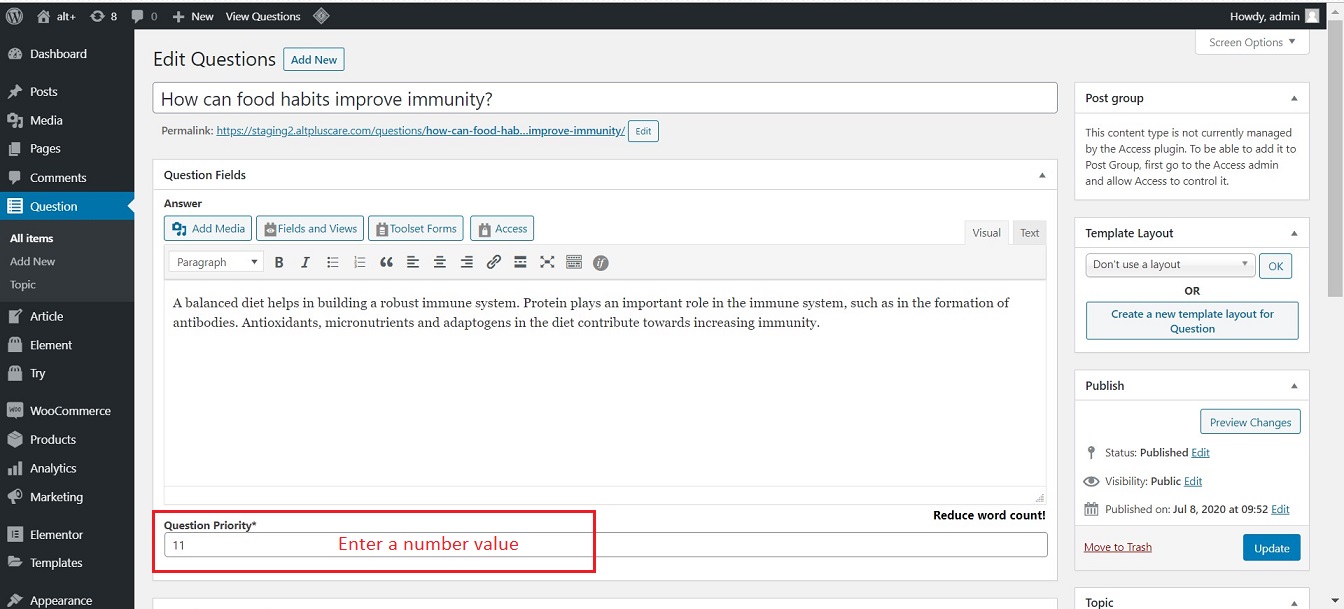 alt+ 8 0 New View Questions Howdy, admin
Screen Options
Dashboard
Posts
Media
Pages
Comments
Question
All items
Add New
Topic
Article
Element
Try
WooCommerce
Products
Analytics
Marketing
Elementor
Templates
Appearance
Edit Questions Add New
How can food habits improve immunity?
Permalink: https://staging2.altpluscare.com/questions/how-can-food-hab...improve-immunity/ Edit
Question Fields
Answer
Add Media Fields and Views Toolset Forms Access
Visual Text
Paragraph B I
A balanced diet helps in building a robust immune system. Protein plays an important role in the immune system, such as in the formation of
antibodies. Antioxidants, micronutrients and adaptogens in the diet contribute towards increasing immunity.
Reduce word count!
Question Priority*
11 Enter a number value
Post group
This content type is not currently managed
by the Access plugin. To be able to add it to
Post Group, first go to the Access admin
and allow Access to control it.
Template Layout
Don't use a layout OK
OR
Create a new template layout for
Question
Publish
Preview Changes
Status: Published Edit
Visibility: Public Edit
Published on: Jul 8, 2020 at 09:52 Edit
Move to Trash Update
Topic